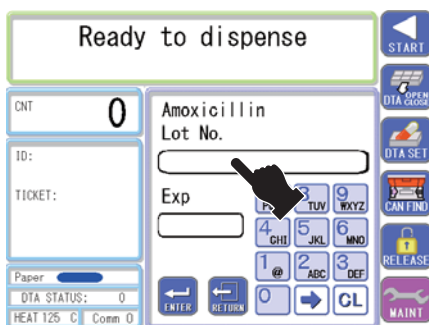 Ready to dispense
START
DTA OPEN CLOSE
DTA SET
CAN FIND
RELEASE
MAINT
CNT 0
ID:
TICKET:
Paper
DTA STATUS: 0
HEAT 125 C Comm 0
Amoxicillin
Lot No.
Exp
8 TUV 9 WXYZ
4 GHI 5 JKL 6 MNO
1 @ 2 ABC 3 DEF
0 CL
ENTER RETURN